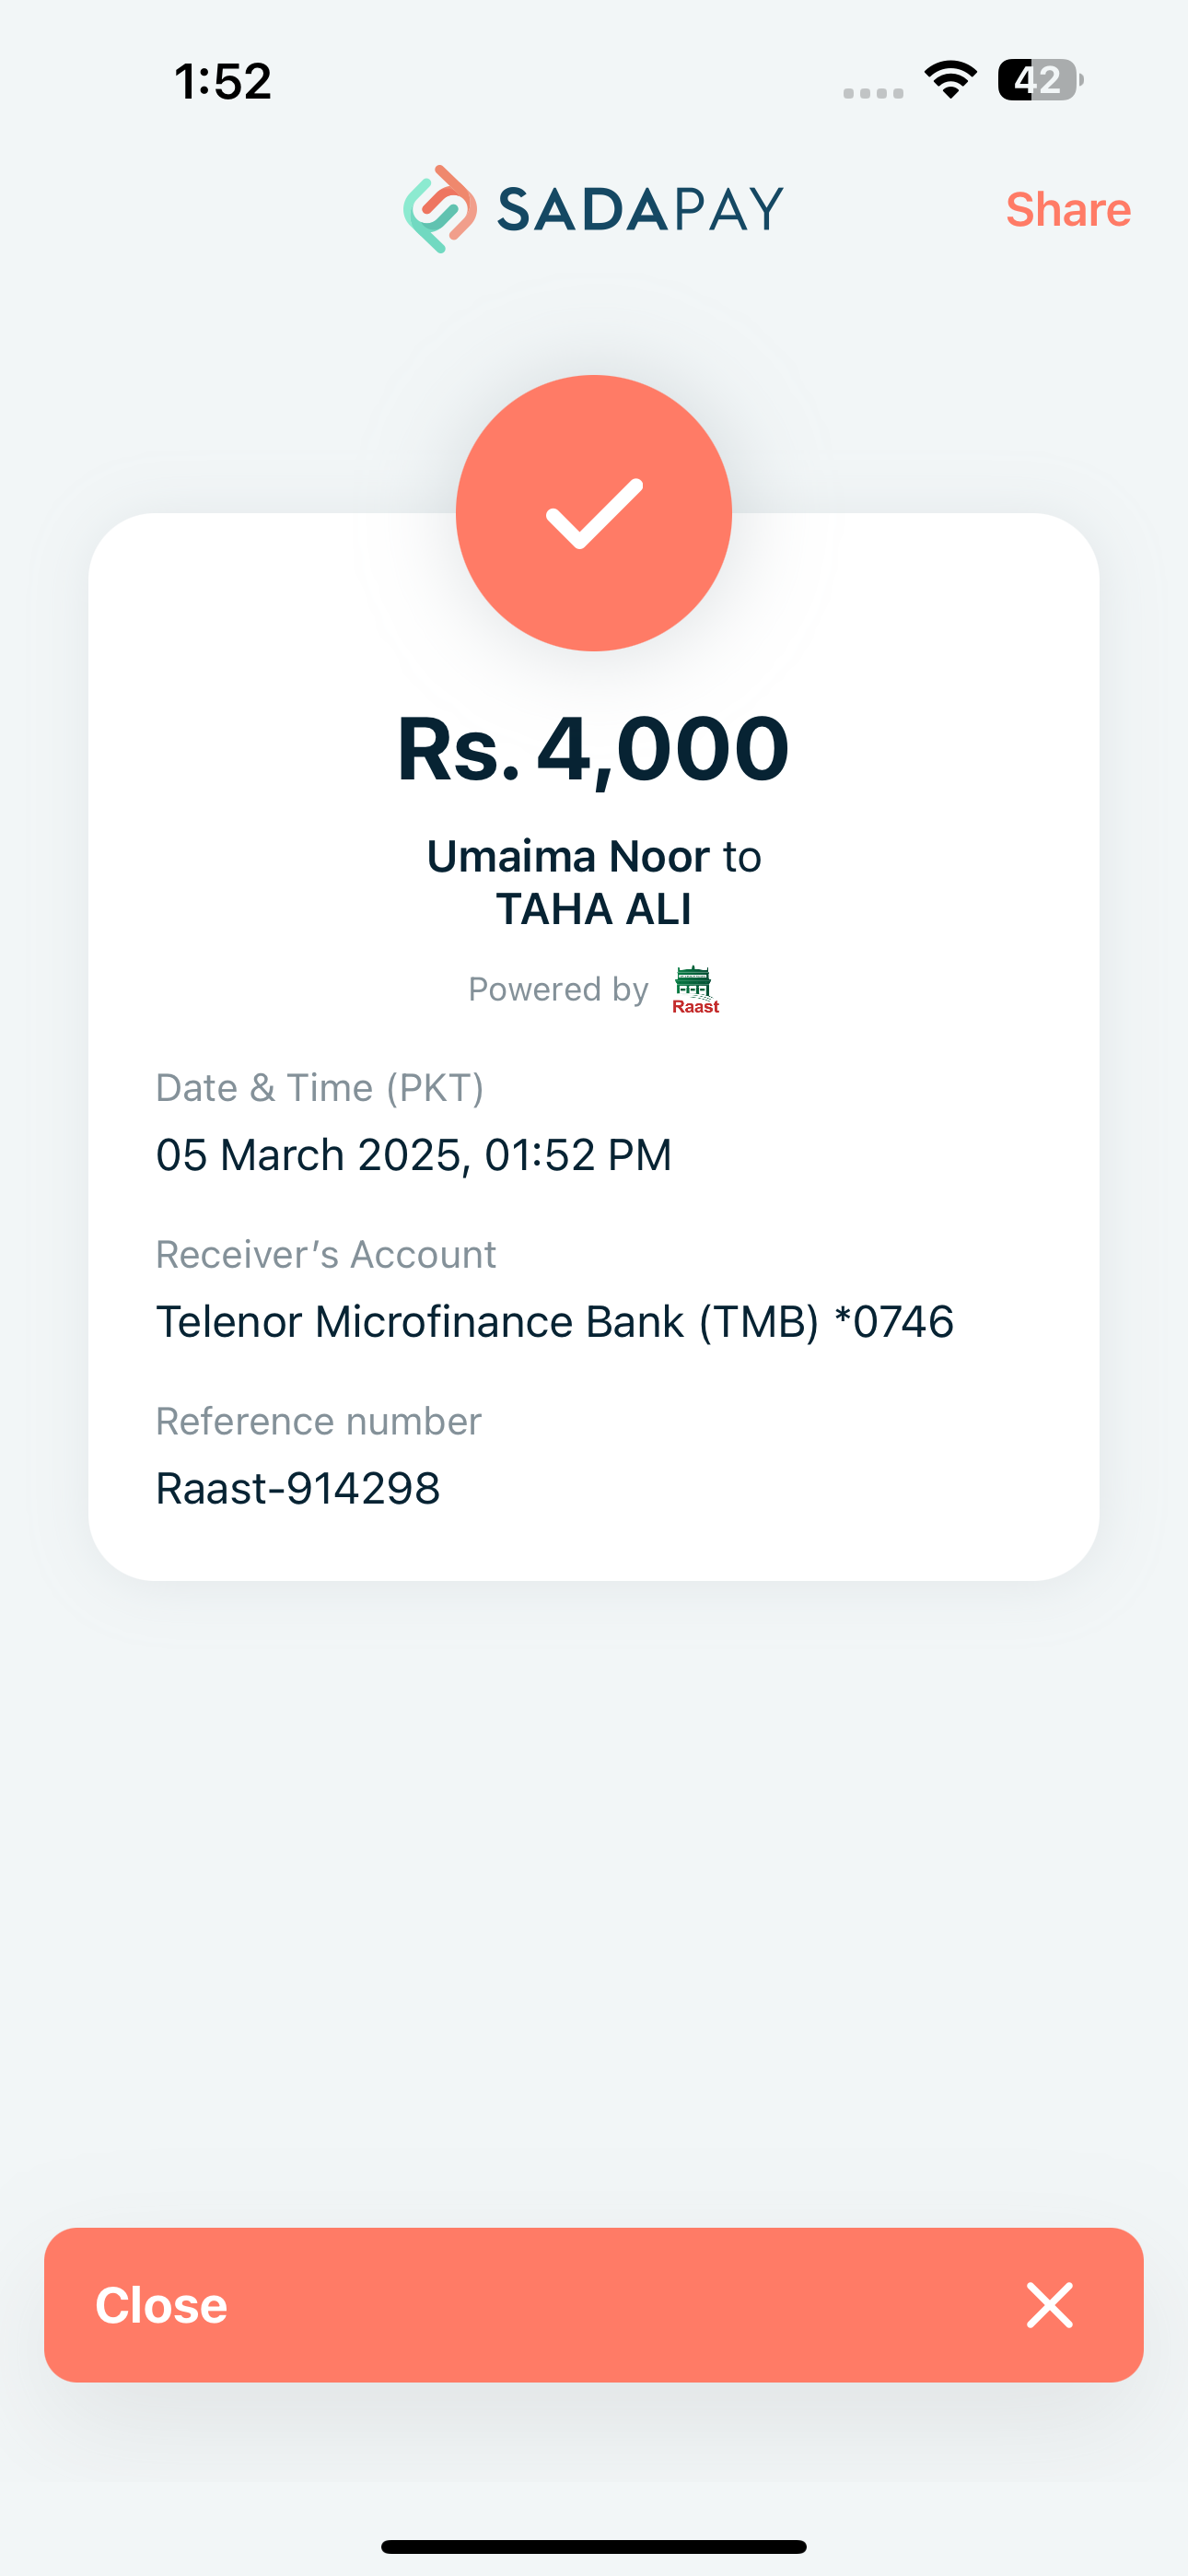 1:52
42
SADAPAY
Share
Rs. 4,000
Umaima Noor to
TAHA ALI
Powered by Raast
Date & Time (PKT)
05 March 2025, 01:52 PM
Receiver’s Account
Telenor Microfinance Bank (TMB) *0746
Reference number
Raast-914298
Close